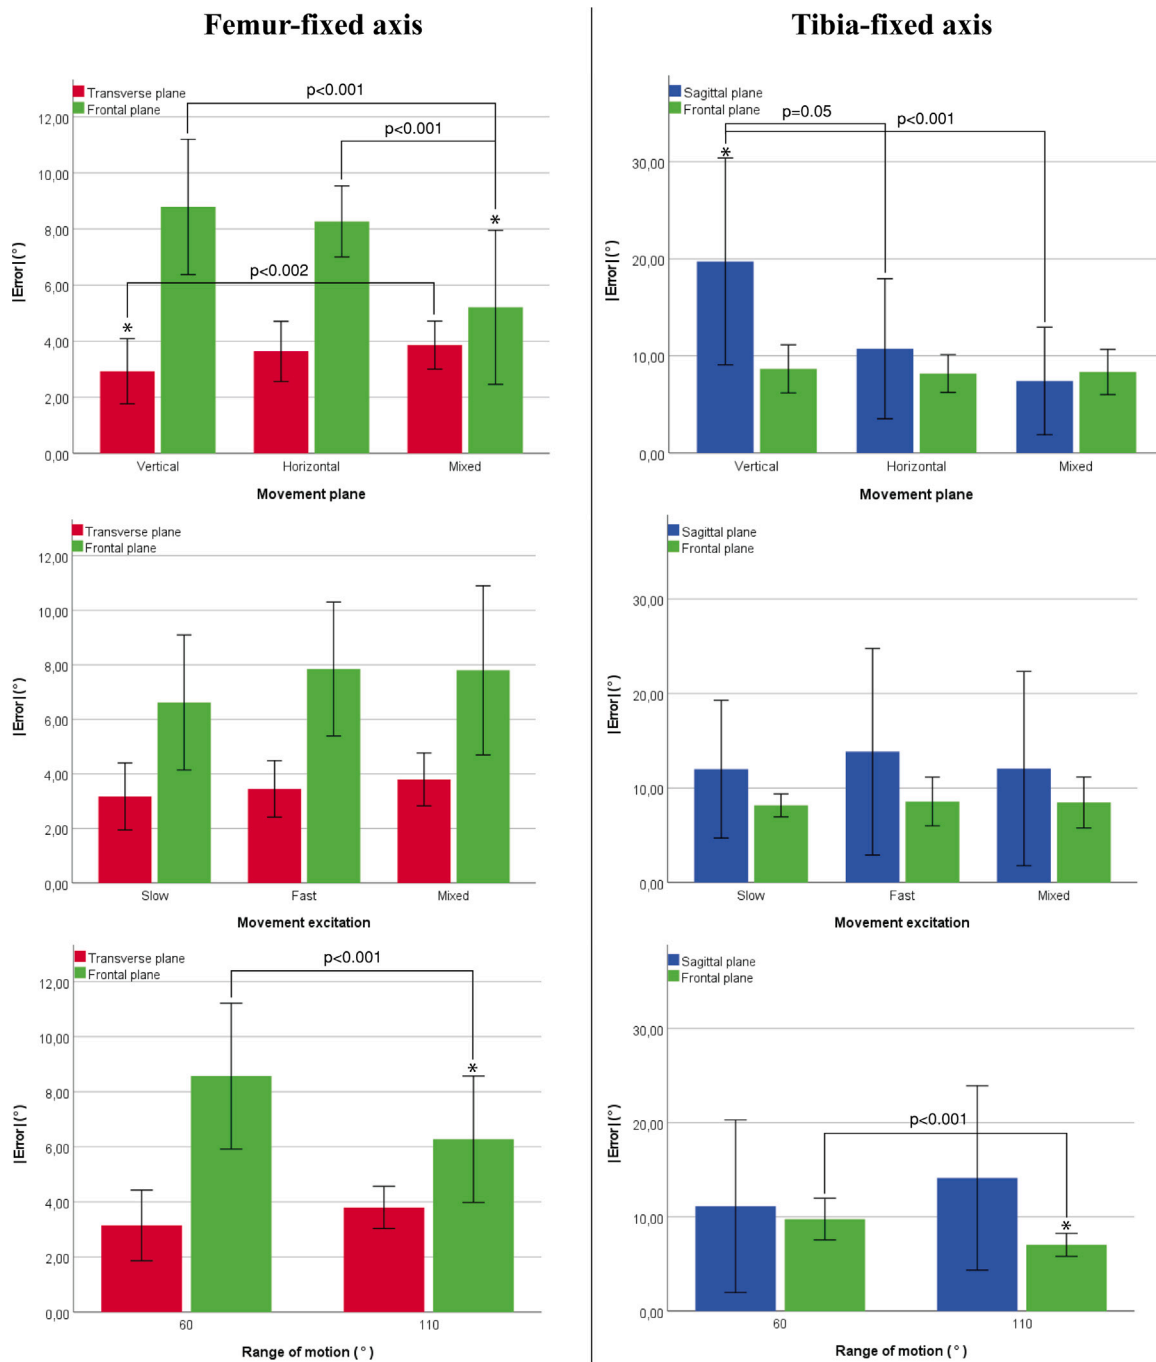 Femur-fixed axis
Tibia-fixed axis
Transverse plane
Frontal plane
p<0.001
p<0.001
p<0.002
*
*
12,00
10,00
8,00
6,00
4,00
2,00
0,00
|Error| (°)
Vertical
Horizontal
Mixed
Movement plane
Sagittal plane
Frontal plane
p=0.05
p<0.001
*
30,00
20,00
10,00
0,00
|Error| (°)
Vertical
Horizontal
Mixed
Movement plane
Transverse plane
Frontal plane
12,00
10,00
8,00
6,00
4,00
2,00
0,00
|Error| (°)
Slow
Fast
Mixed
Movement excitation
Sagittal plane
Frontal plane
30,00
20,00
10,00
0,00
|Error| (°)
Slow
Fast
Mixed
Movement excitation
Transverse plane
Frontal plane
p<0.001
*
12,00
10,00
8,00
6,00
4,00
2,00
0,00
|Error| (°)
60
110
Range of motion (°)
Sagittal plane
Frontal plane
p<0.001
*
30,00
20,00
10,00
0,00
|Error| (°)
60
110
Range of motion (°)